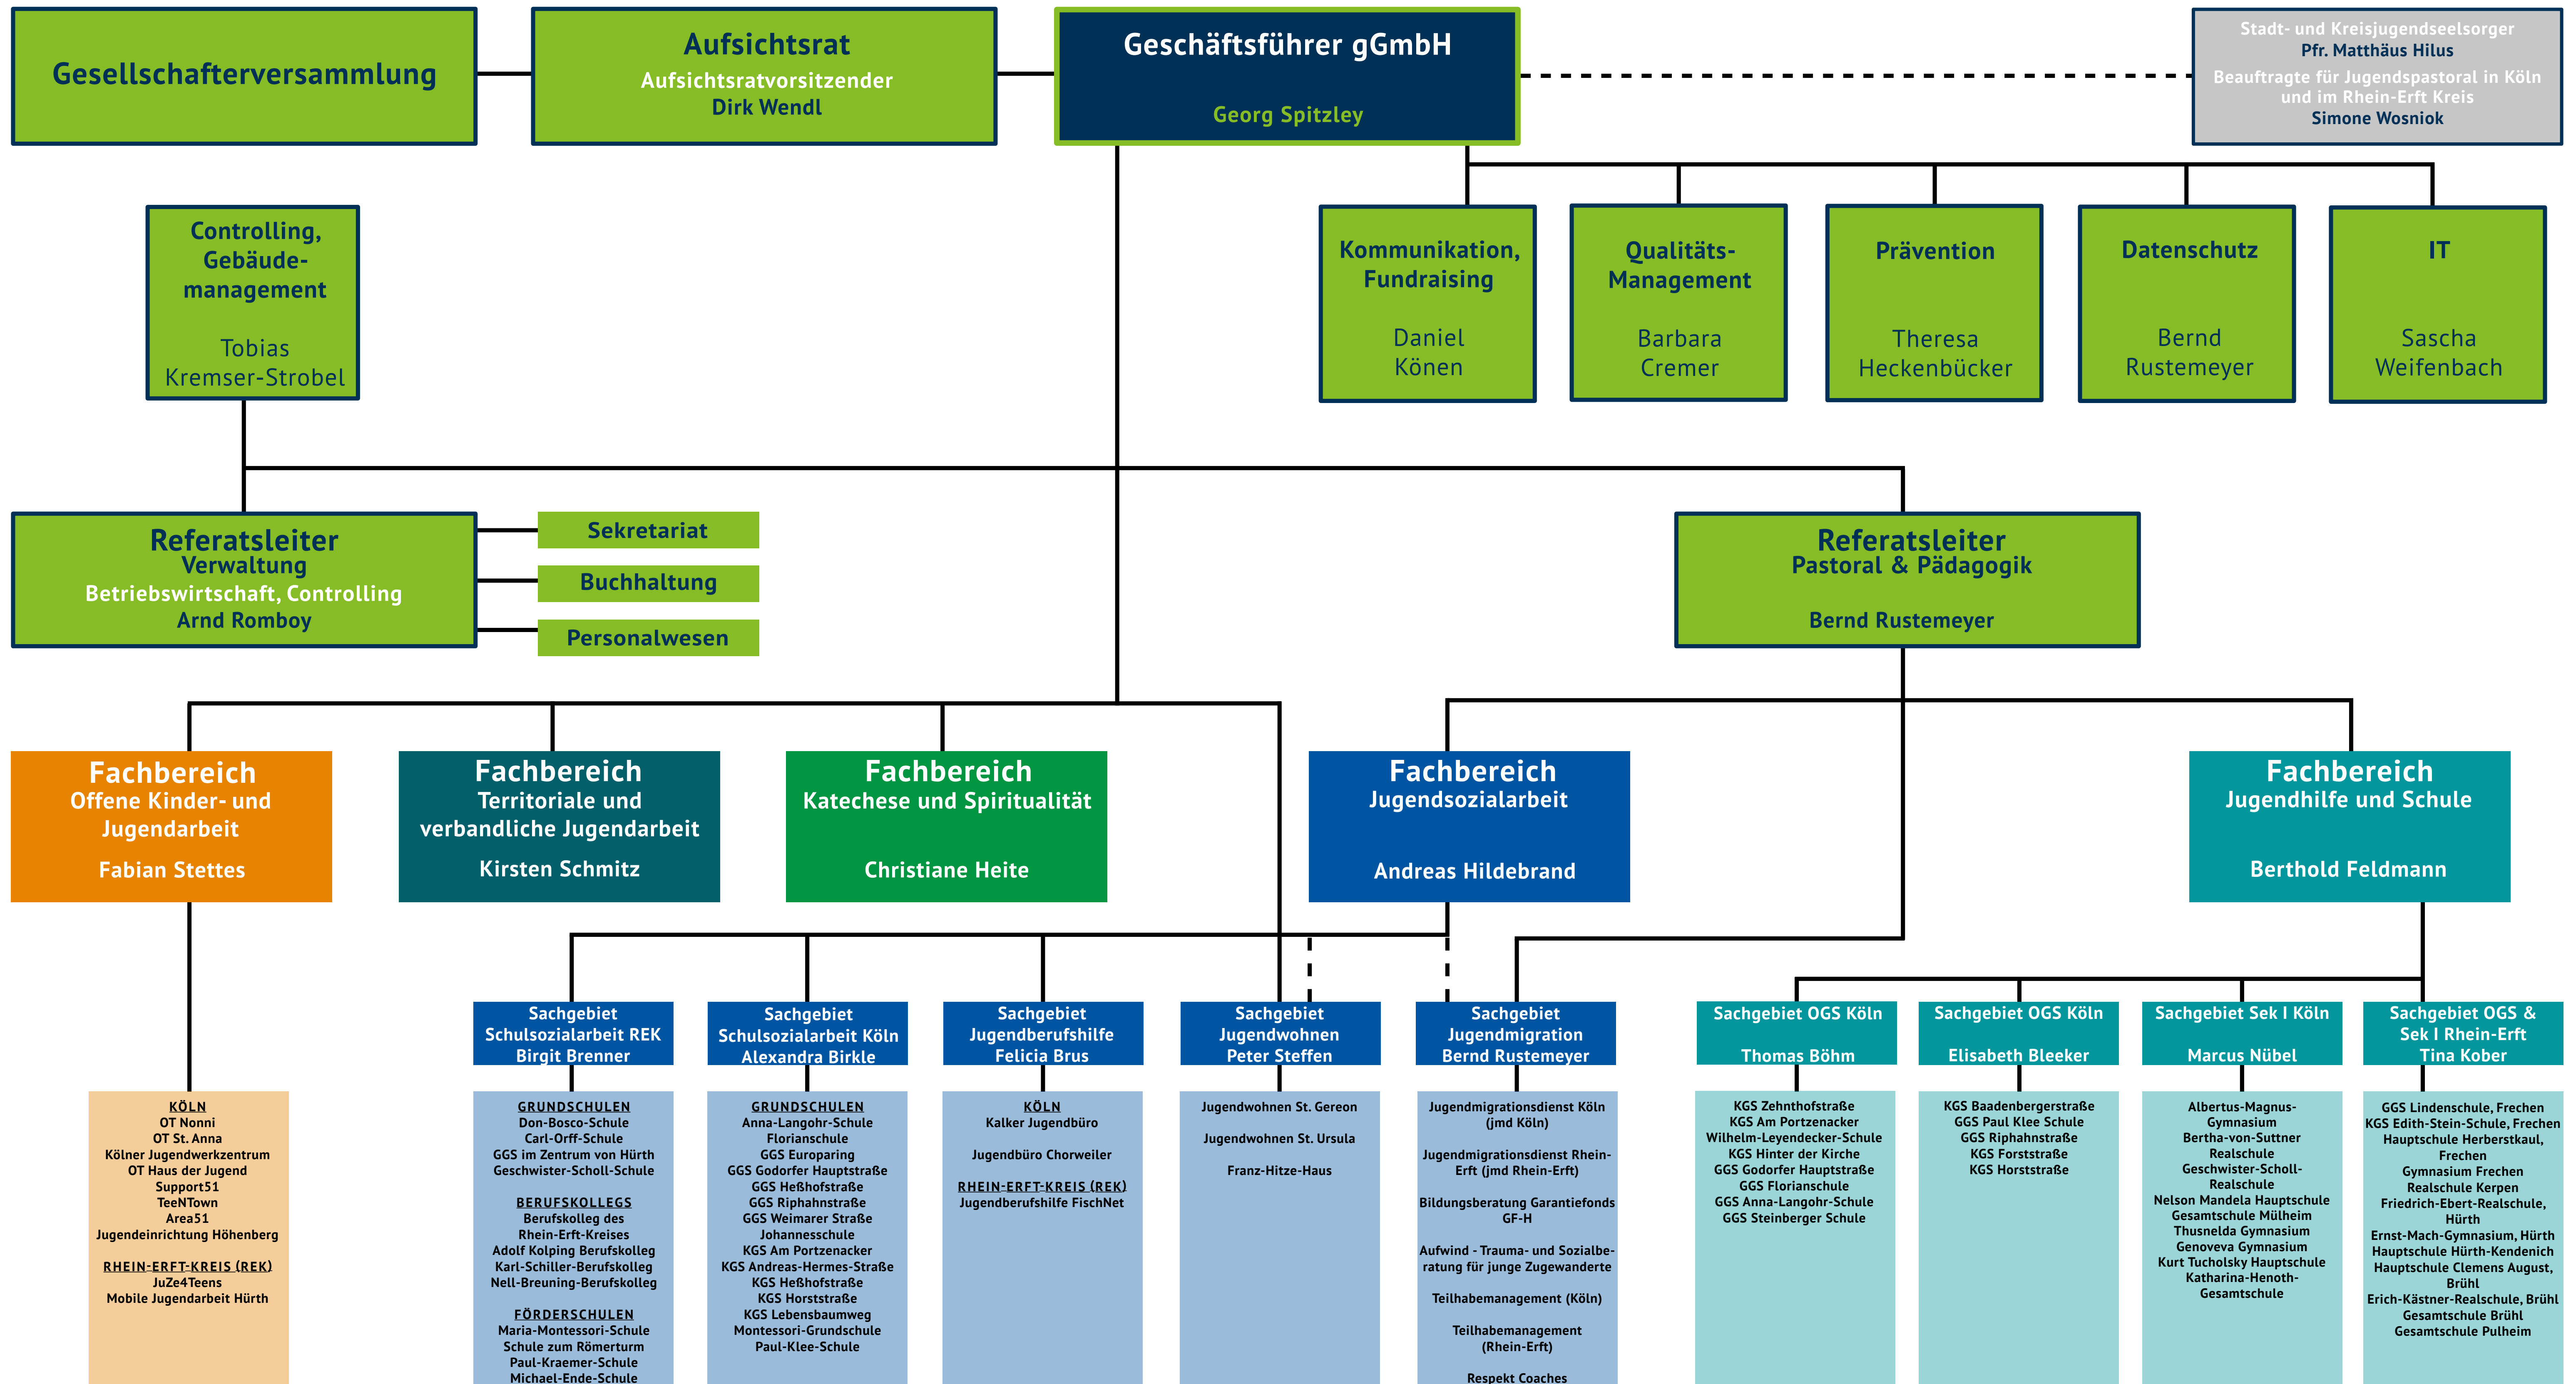 Gesellschafterversammlung
Aufsichtsrat
Aufsichtsratvorsitzender
Dirk Wendl
Geschäftsführer gGmbH
Georg Spitzley
Stadt- und Kreisjugendseelsorger
Pfr. Matthäus Hilus
Beauftragte für Jugendspastoral in Köln
und im Rhein-Erft Kreis
Simone Wosniok
Controlling,
Gebäude-
management
Tobias
Kremser-Strobel
Kommunikation,
Fundraising
Daniel
Könen
Qualitäts-
Management
Barbara
Cremer
Prävention
Theresa
Heckenbücker
Datenschutz
Bernd
Rustemeyer
IT
Sascha
Weifenbach
Referatsleiter
Verwaltung
Betriebswirtschaft, Controlling
Arnd Romboy
Sekretariat
Buchhaltung
Personalwesen
Referatsleiter
Pastoral & Pädagogik
Bernd Rustemeyer
Fachbereich
Offene Kinder- und
Jugendarbeit
Fabian Stettes
Fachbereich
Territoriale und
verbandliche Jugendarbeit
Kirsten Schmitz
Fachbereich
Katechese und Spiritualität
Christiane Heite
Fachbereich
Jugendsozialarbeit
Andreas Hildebrand
Fachbereich
Jugendhilfe und Schule
Berthold Feldmann
Sachgebiet
Schulsozialarbeit REK
Birgit Brenner
Sachgebiet
Schulsozialarbeit Köln
Alexandra Birkle
Sachgebiet
Jugendberufshilfe
Felicia Brus
Sachgebiet
Jugendwohnen
Peter Steffen
Sachgebiet
Jugendmigration
Bernd Rustemeyer
Sachgebiet OGS Köln
Thomas Böhm
Sachgebiet OGS Köln
Elisabeth Bleeker
Sachgebiet Sek I Köln
Marcus Nübel
Sachgebiet OGS &
Sek I Rhein-Erft
Tina Kober
KÖLN
OT Nonni
OT St. Anna
Kölner Jugendwerkzentrum
OT Haus der Jugend
Support51
TeeNTown
Area51
Jugendeinrichtung Höhenberg
RHEIN-ERFT-KREIS (REK)
JuZe4Teens
Mobile Jugendarbeit Hürth
GRUNDSCHULEN
Don-Bosco-Schule
Carl-Orff-Schule
GGS im Zentrum von Hürth
Geschwister-Scholl-Schule
BERUFSKOLLEGS
Berufskolleg des
Rhein-Erft-Kreises
Adolf Kolping Berufskolleg
Karl-Schiller-Berufskolleg
Nell-Breuning-Berufskolleg
FÖRDERSCHULEN
Maria-Montessori-Schule
Schule zum Römerturm
Paul-Kraemer-Schule
Michael-Ende-Schule
GRUNDSCHULEN
Anna-Langohr-Schule
Florianschule
GGS Europaring
GGS Godorfer Hauptstraße
GGS Heßhofstraße
GGS Riphahnstraße
GGS Weimarer Straße
Johannesschule
KGS Am Portzenacker
KGS Andreas-Hermes-Straße
KGS Heßhofstraße
KGS Horststraße
KGS Lebensbaumweg
Montessori-Grundschule
Paul-Klee-Schule
KÖLN
Kalker Jugendbüro
Jugendbüro Chorweiler
RHEIN-ERFT-KREIS (REK)
Jugendberufshilfe FischNet
Jugendwohnen St. Gereon
Jugendwohnen St. Ursula
Franz-Hitze-Haus
Jugendmigrationsdienst Köln
(jmd Köln)
Jugendmigrationsdienst Rhein-
Erft (jmd Rhein-Erft)
Bildungsberatung Garantiefonds
GF-H
Aufwind - Trauma- und Sozialbe-
ratung für junge Zugewanderte
Teilhabemanagement (Köln)
Teilhabemanagement
(Rhein-Erft)
Respekt Coaches
KGS Zehnthofstraße
KGS Am Portzenacker
Wilhelm-Leyendecker-Schule
KGS Hinter der Kirche
GGS Godorfer Hauptstraße
GGS Florianschule
GGS Anna-Langohr-Schule
GGS Steinberger Schule
KGS Baadenbergerstraße
GGS Paul Klee Schule
GGS Riphahnstraße
KGS Forststraße
KGS Horststraße
Albertus-Magnus-
Gymnasium
Bertha-von-Suttner
Realschule
Geschwister-Scholl-
Realschule
Nelson Mandela Hauptschule
Gesamtschule Mülheim
Thusnelda Gymnasium
Genoveva Gymnasium
Kurt Tucholsky Hauptschule
Katharina-Henoth-
Gesamtschule
GGS Lindenschule, Frechen
KGS Edith-Stein-Schule, Frechen
Hauptschule Herberstkaul,
Frechen
Gymnasium Frechen
Realschule Kerpen
Friedrich-Ebert-Realschule,
Hürth
Ernst-Mach-Gymnasium, Hürth
Hauptschule Hürth-Kendenich
Hauptschule Clemens August,
Brühl
Erich-Kästner-Realschule, Brühl
Gesamtschule Brühl
Gesamtschule Pulheim